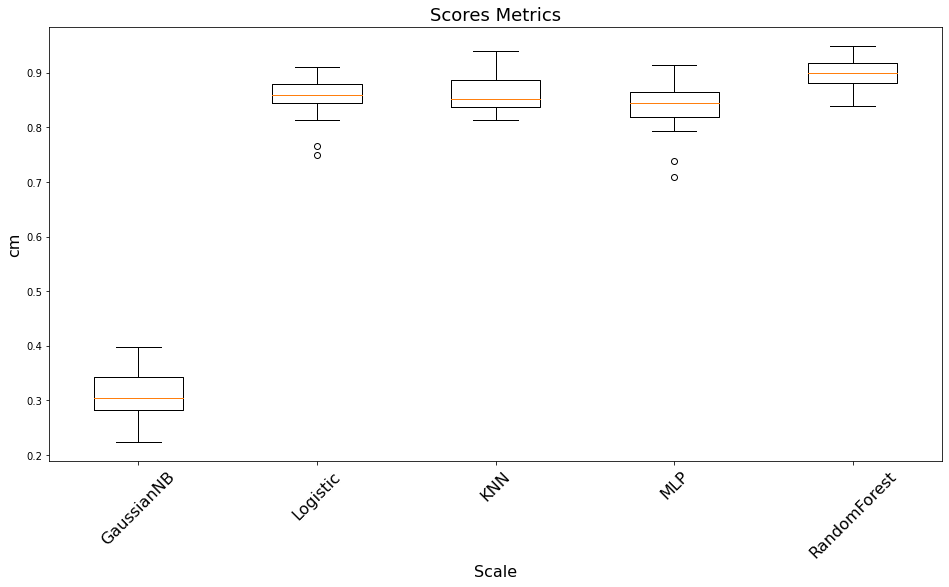 Scores Metrics
cm
0.9
0.8
0.7
0.6
0.5
0.4
0.3
0.2
GaussianNB
Logistic
KNN
MLP
RandomForest
Scale